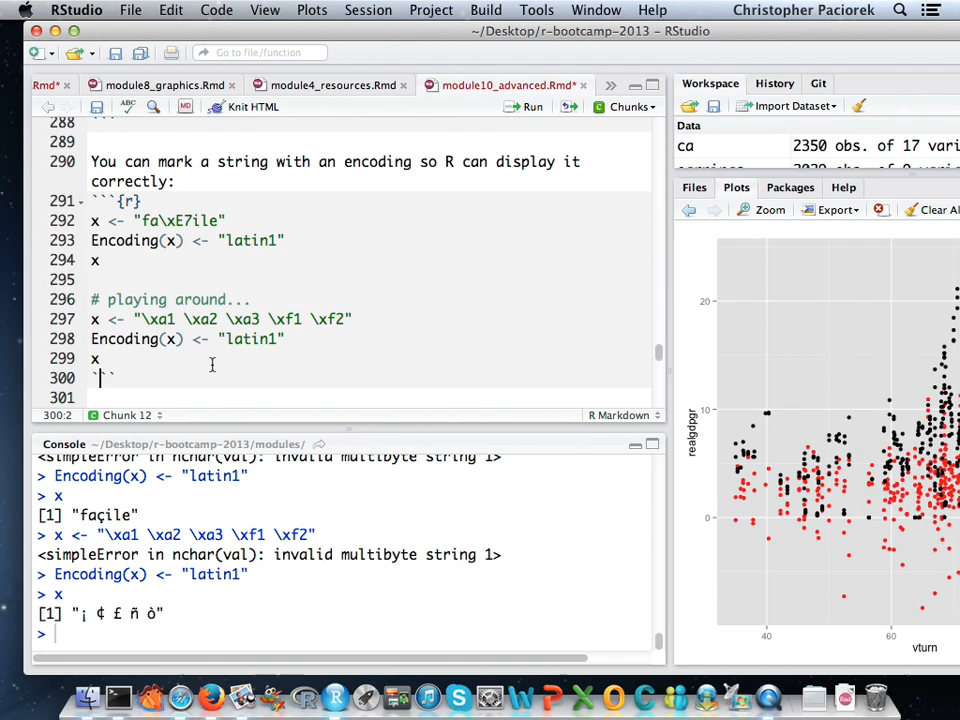 RStudio File Edit Code View Plots Session Project Build Tools Window Help Christopher Paciorek
~/Desktop/r-bootcamp-2013 - RStudio
Go to file/function
Rmd* module8_graphics.Rmd module4_resources.Rmd module10_advanced.Rmd* Workspace History Git
ABC MD Knit HTML Run Chunks Import Dataset
Data
288 ```
289
290 You can mark a string with an encoding so R can display it
correctly:
291 ```{r}
292 x <- "fa\xE7ile"
293 Encoding(x) <- "latin1"
294 x
295
296 # playing around...
297 x <- "\xa1 \xa2 \xa3 \xf1 \xf2"
298 Encoding(x) <- "latin1"
299 x
300 ```
301
300:2 Chunk 12 R Markdown
ca 2350 obs. of 17 vari
Files Plots Packages Help
Zoom Export Clear Al
Console ~/Desktop/r-bootcamp-2013/modules/
<simpleError in nchar(val): invalid multibyte string 1>
> Encoding(x) <- "latin1"
> x
[1] "façile"
> x <- "\xa1 \xa2 \xa3 \xf1 \xf2"
<simpleError in nchar(val): invalid multibyte string 1>
> Encoding(x) <- "latin1"
> x
[1] "¡ ¢ £ ñ ò"
>
20
10
0
realgdpgr
40 60
vturn